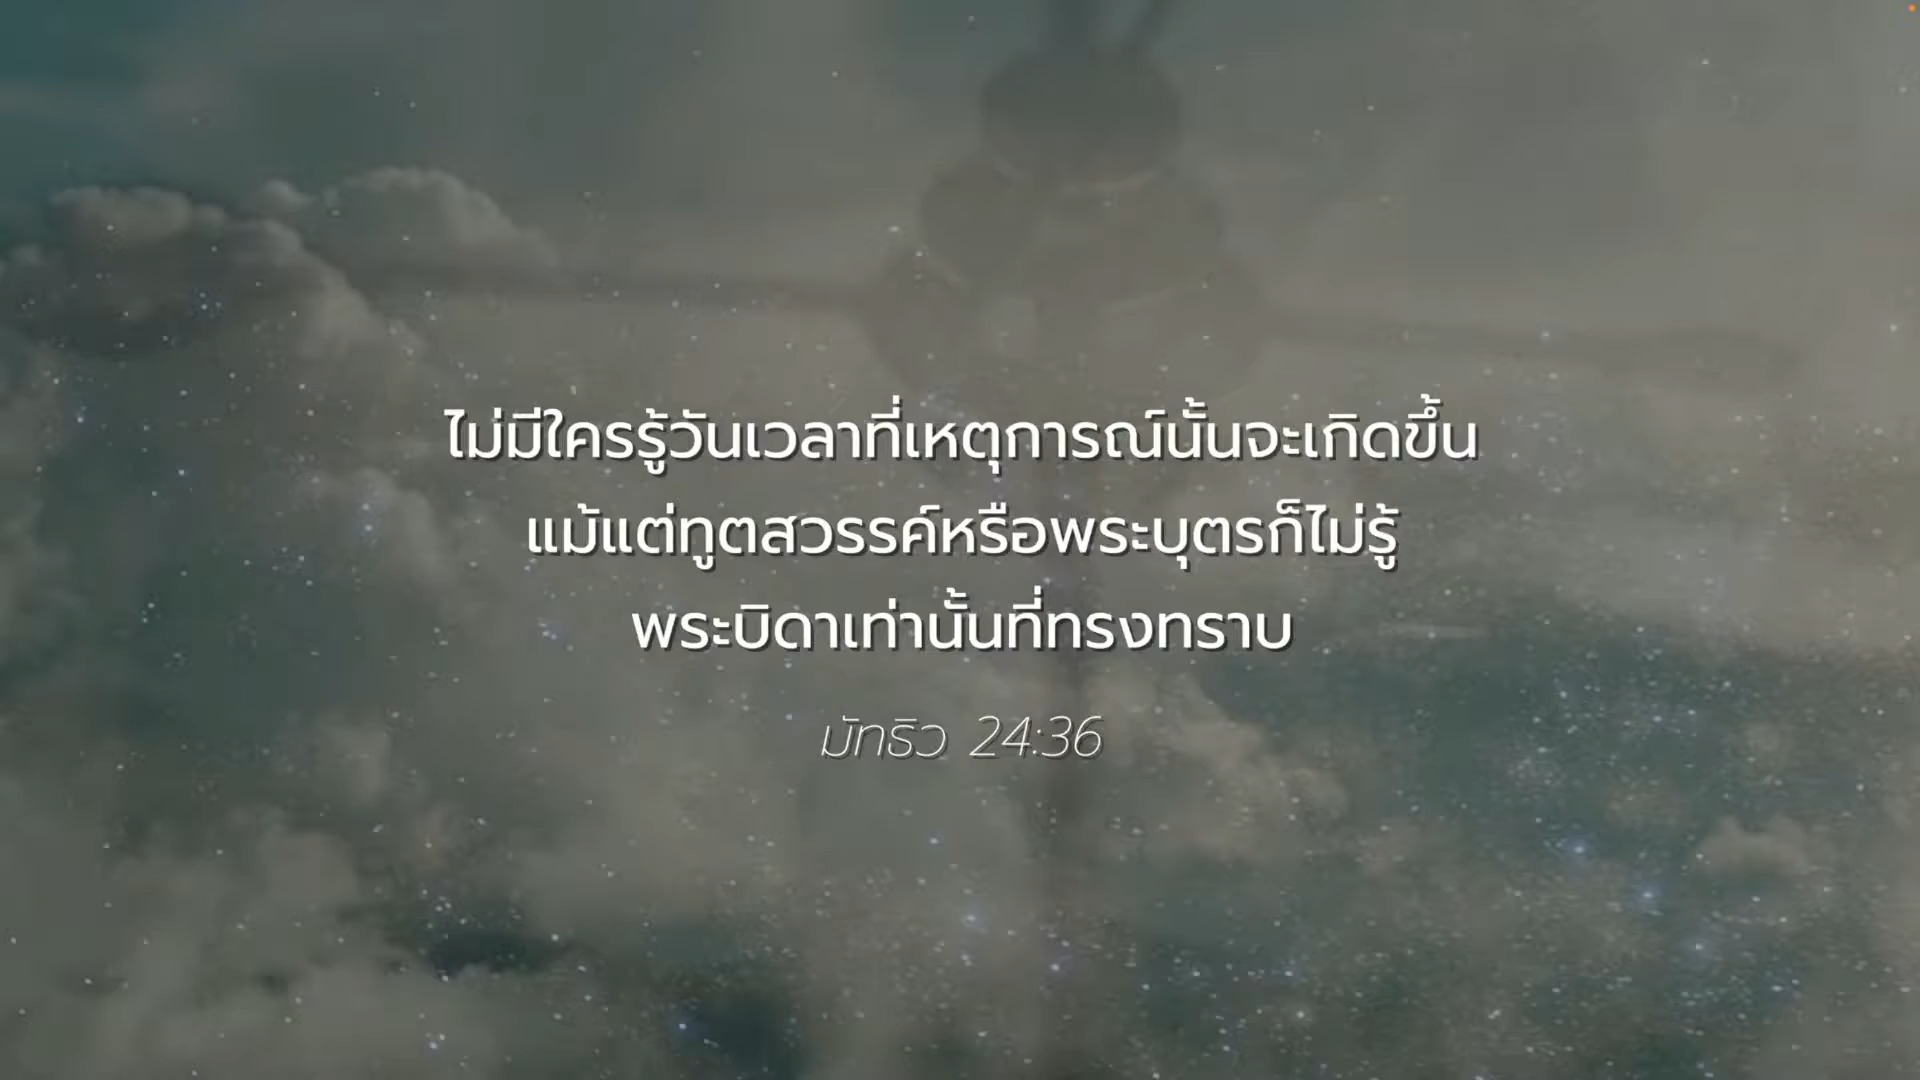 ไม่มีใครรู้วันเวลาที่เหตุการณ์นั้นจะเกิดขึ้น
แม้แต่ทูตสวรรค์หรือพระบุตรก็ไม่รู้
พระบิดาเท่านั้นที่ทรงทราบ
มัทธิว 24:36